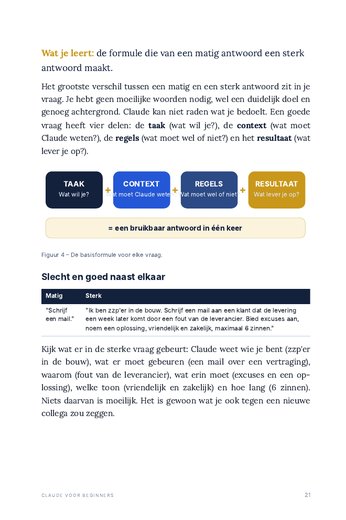 Wat je leert: de formule die van een matig antwoord een sterk
antwoord maakt.
Het grootste verschil tussen een matig en een sterk antwoord zit in je
vraag. Je hebt geen moeilijke woorden nodig, wel een duidelijk doel en
genoeg achtergrond. Claude kan niet raden wat je bedoelt. Een goede
vraag heeft vier delen: de taak (wat wil je?), de context (wat moet
Claude weten?), de regels (wat moet wel of niet?) en het resultaat (wat
lever je op?).
TAAK + CONTEXT + REGELS + RESULTAAT
Wat wil je? t moet Claude wete Wat moet wel of niet Wat lever je op?
= een bruikbaar antwoord in één keer
Figuur 4 – De basisformule voor elke vraag.
Slecht en goed naast elkaar
Matig Sterk
"Schrijf "Ik ben zzp'er in de bouw. Schrijf een mail aan een klant dat de levering
een mail." een week later komt door een fout van de leverancier. Bied excuses aan,
noem een oplossing, vriendelijk en zakelijk, maximaal 6 zinnen."
Kijk wat er in de sterke vraag gebeurt: Claude weet wie je bent (zzp'er
in de bouw), wat er moet gebeuren (een mail over een vertraging),
waarom (fout van de leverancier), wat erin moet (excuses en een op-
lossing), welke toon (vriendelijk en zakelijk) en hoe lang (6 zinnen).
Niets daarvan is moeilijk. Het is gewoon wat je ook tegen een nieuwe
collega zou zeggen.
CLAUDE VOOR BEGINNERS 21